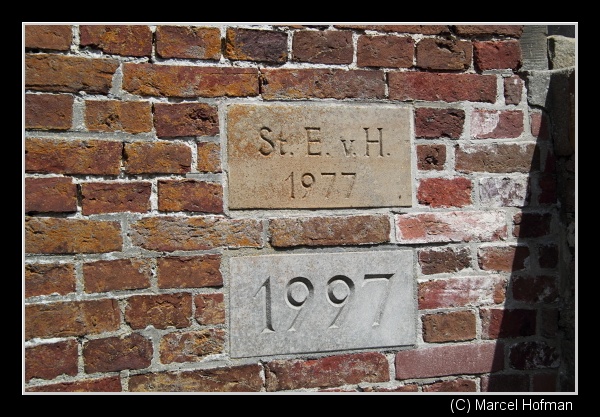 St. E. v. H.
1977
1997
(C) Marcel Hofman